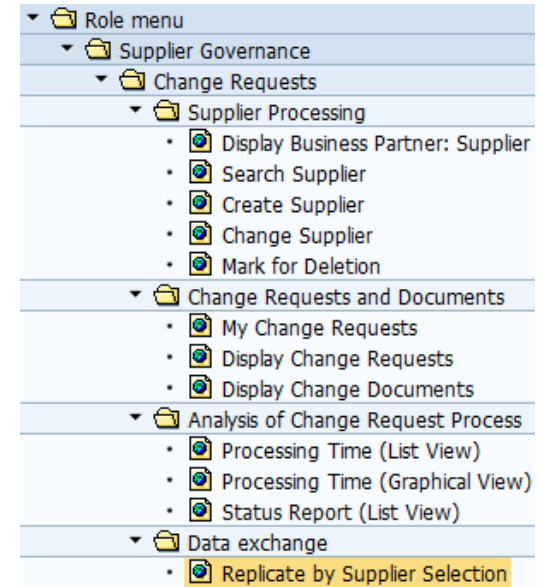 Role menu
Supplier Governance
Change Requests
Supplier Processing
Display Business Partner: Supplier
Search Supplier
Create Supplier
Change Supplier
Mark for Deletion
Change Requests and Documents
My Change Requests
Display Change Requests
Display Change Documents
Analysis of Change Request Process
Processing Time (List View)
Processing Time (Graphical View)
Status Report (List View)
Data exchange
Replicate by Supplier Selection